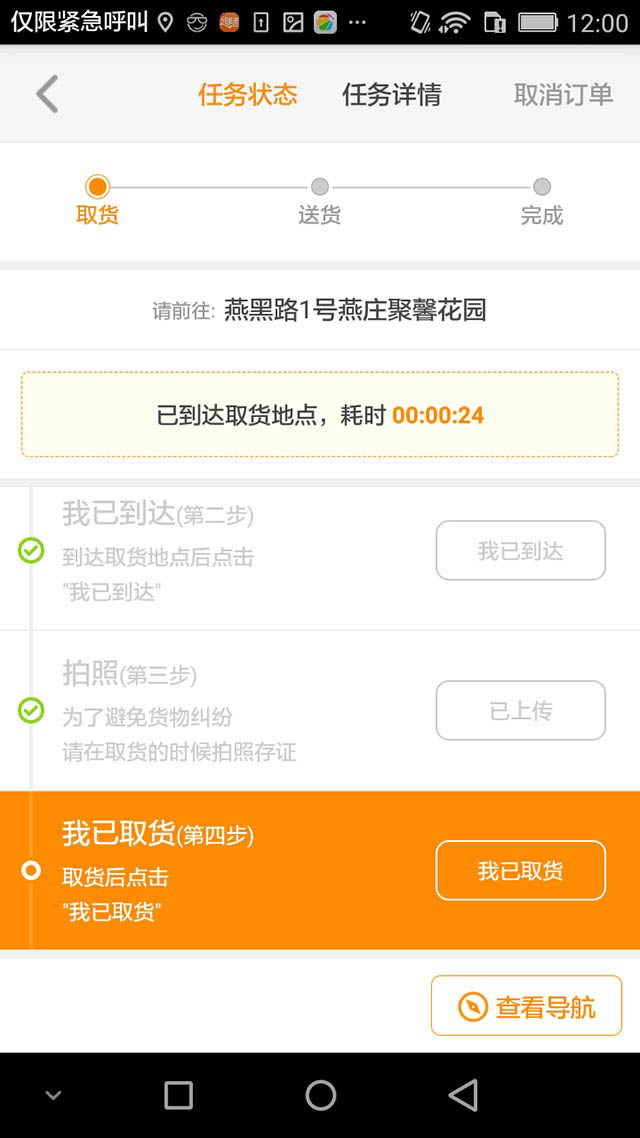 仅限紧急呼叫 ... 12:00
任务状态 任务详情 取消订单
取货 送货 完成
请前往: 燕黑路1号燕庄聚馨花园
已到达取货地点，耗时 00:00:24
我已到达(第二步)
到达取货地点后点击
"我已到达"
我已到达
拍照(第三步)
为了避免货物纠纷
请在取货的时候拍照存证
已上传
我已取货(第四步)
取货后点击
"我已取货"
我已取货
查看导航